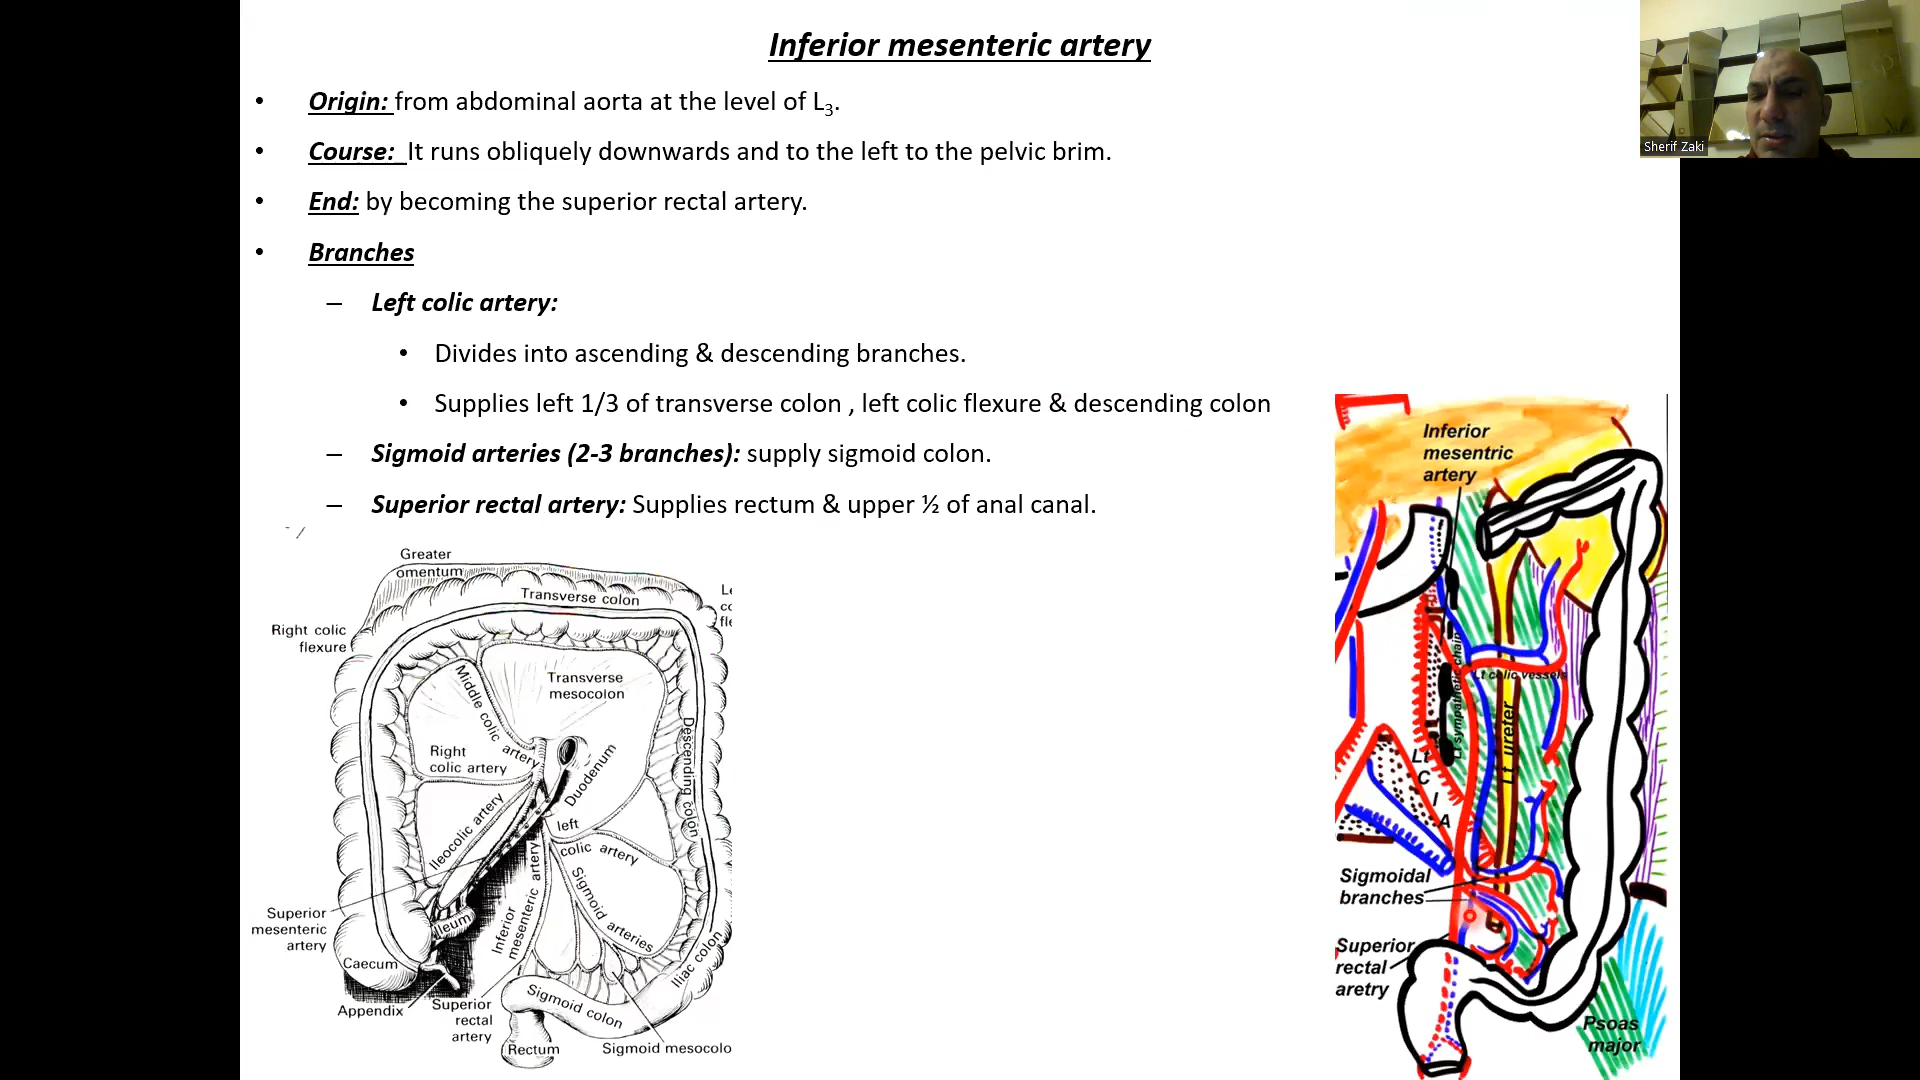 Inferior mesenteric artery
• Origin: from abdominal aorta at the level of L3.
• Course: It runs obliquely downwards and to the left to the pelvic brim.
• End: by becoming the superior rectal artery.
• Branches
– Left colic artery:
• Divides into ascending & descending branches.
• Supplies left 1/3 of transverse colon , left colic flexure & descending colon
– Sigmoid arteries (2-3 branches): supply sigmoid colon.
– Superior rectal artery: Supplies rectum & upper ½ of anal canal.
Sherif Zaki
Greater
omentum
Transverse colon
Right colic
flexure
Transverse
mesocolon
Middle colic
artery
Right
colic artery
Duodenum
Descending colon
Ileocolic artery
left
colic artery
Sigmoid arteries
Inferior
mesenteric artery
Superior
mesenteric
artery
Ileum
Caecum
Iliac colon
Appendix
Superior
rectal
artery
Sigmoid colon
Rectum
Sigmoid mesocolo
Inferior
mesentric
artery
Lt colic vessels
Lt sympathetic chain
Lt ureter
Lt
C
I
A
Sigmoidal
branches
Superior
rectal
aretry
Psoas
major